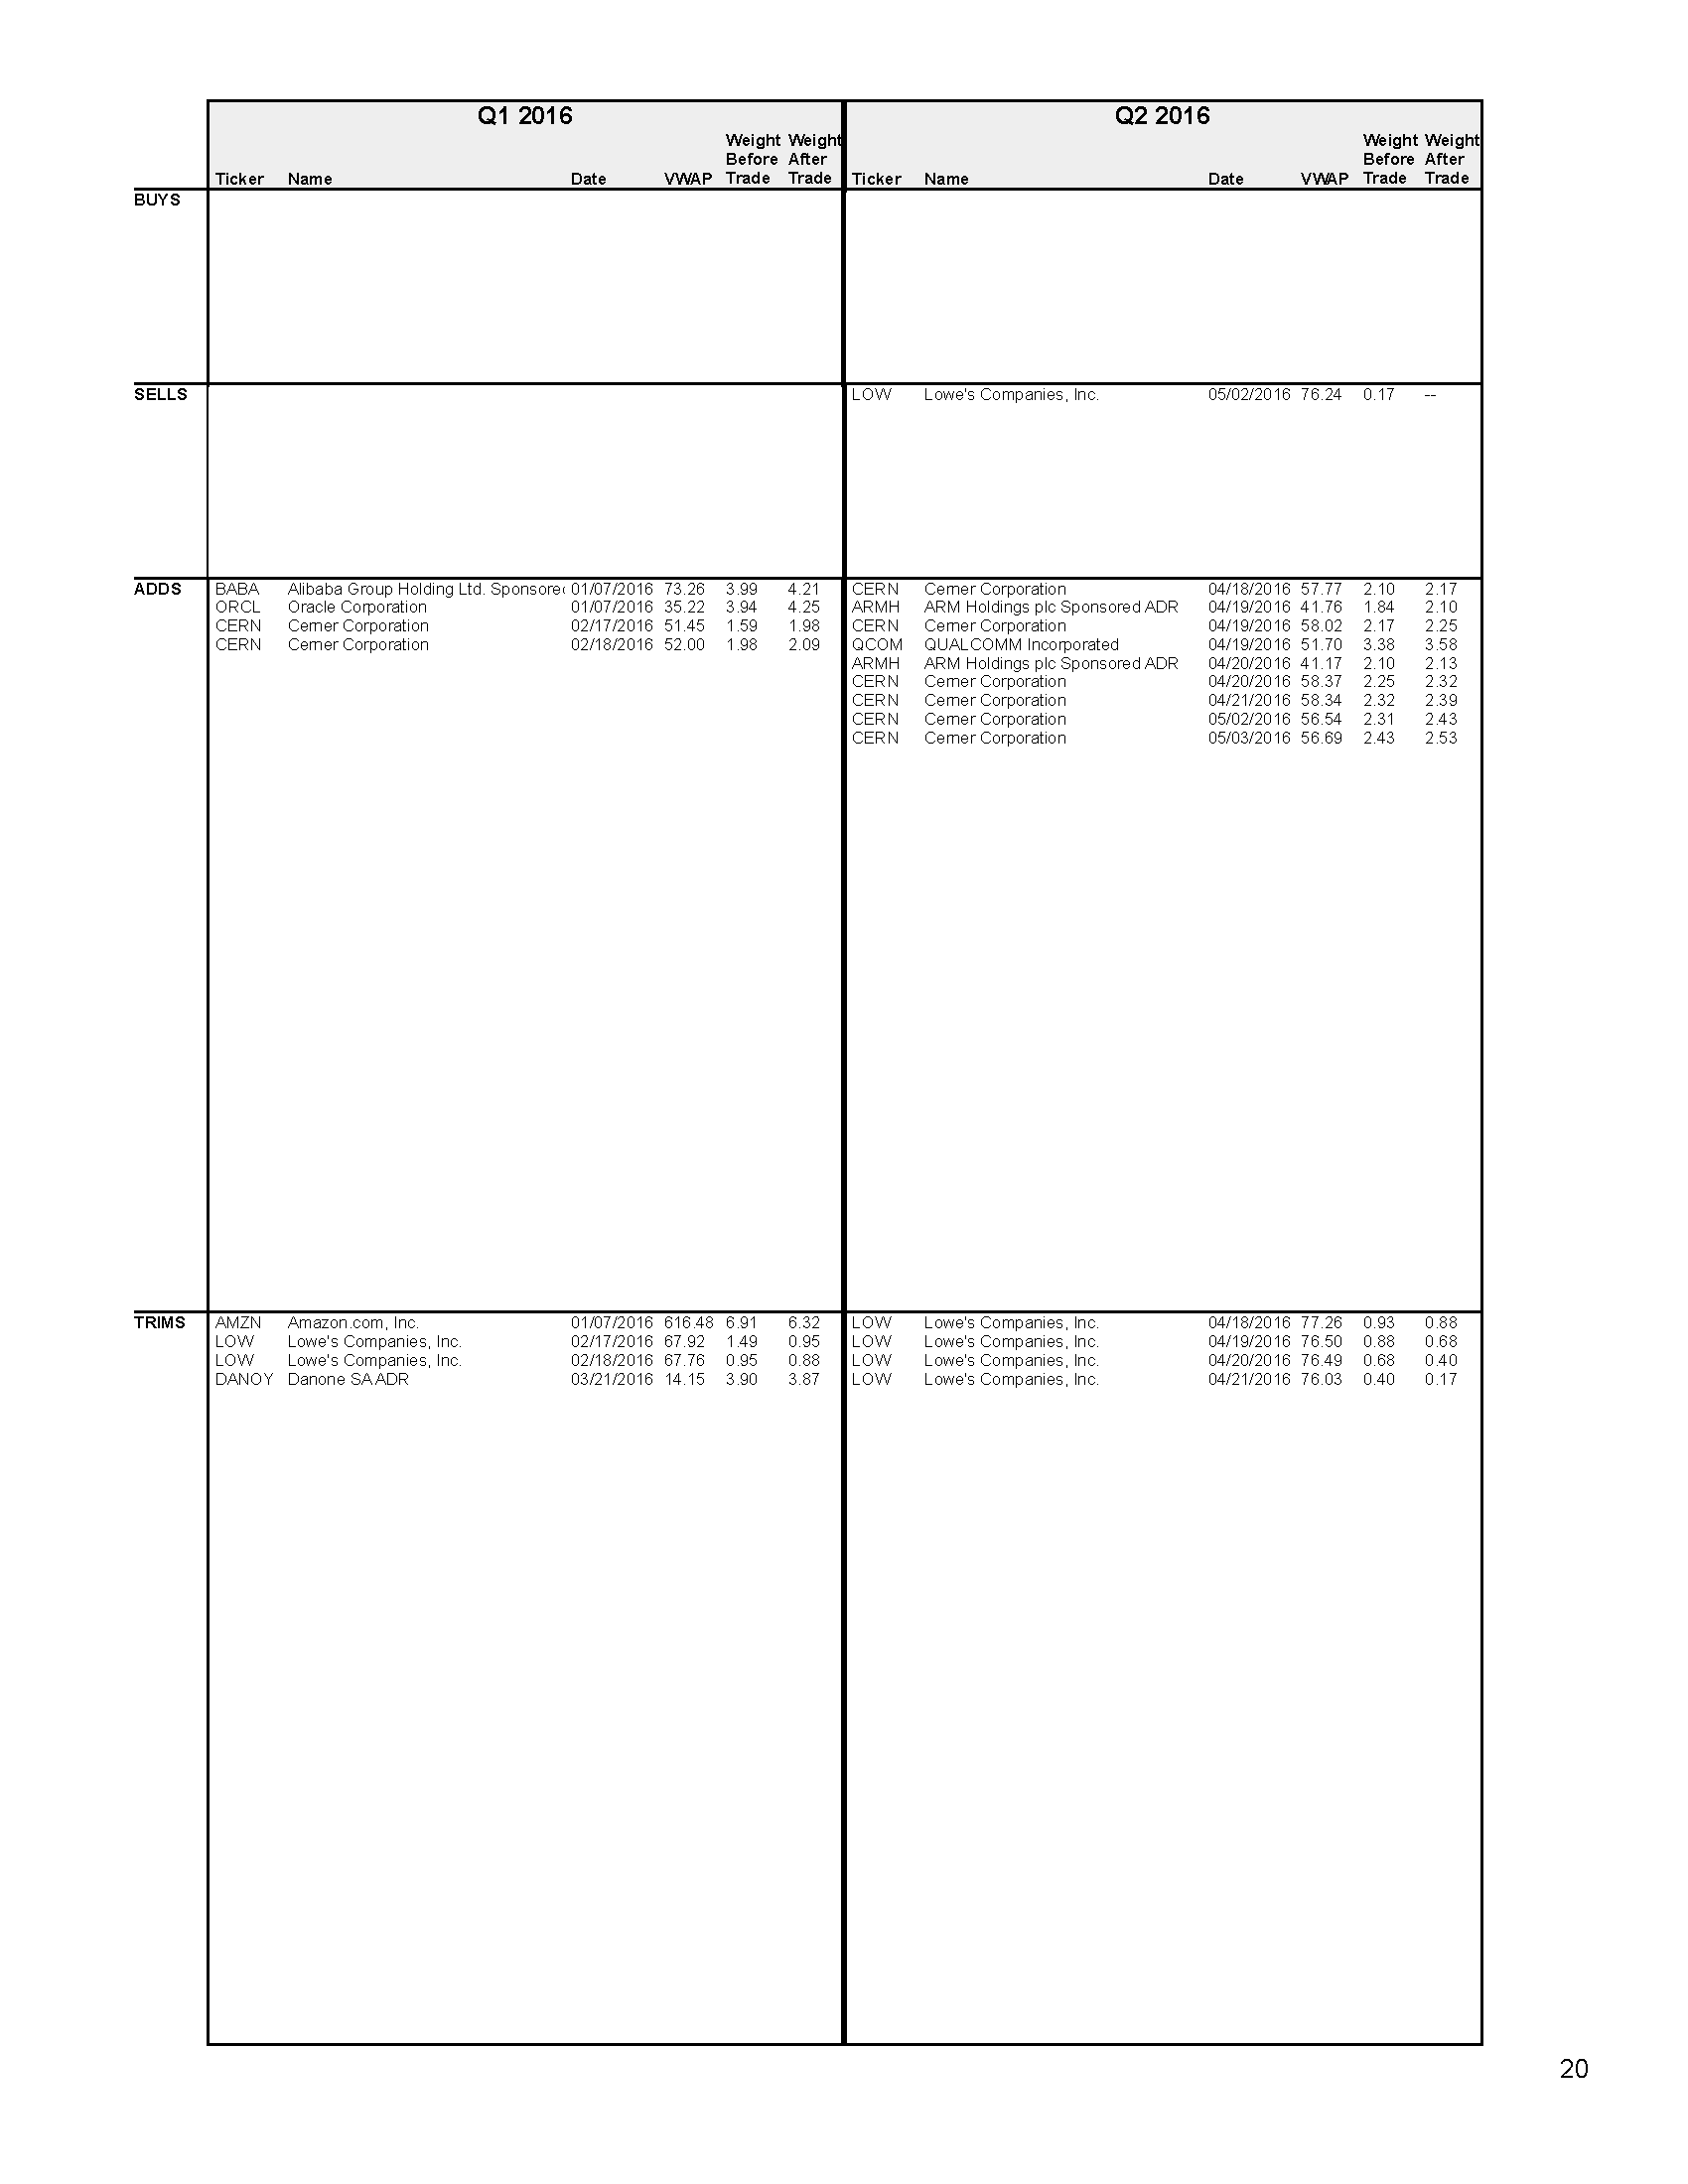 Q1 2016 Q2 2016
Weight Weight Weight Weight
Before After Before After
Ticker Name Date VWAP Trade Trade Ticker Name Date VWAP Trade Trade
BUYS
SELLS LOW Lowe's Companies, Inc. 05/02/2016 76.24 0.17 --
ADDS BABA Alibaba Group Holding Ltd. Sponsore 01/07/2016 73.26 3.99 4.21 CERN Cerner Corporation 04/18/2016 57.77 2.10 2.17
ORCL Oracle Corporation 01/07/2016 35.22 3.94 4.25 ARMH ARM Holdings plc Sponsored ADR 04/19/2016 41.76 1.84 2.10
CERN Cerner Corporation 02/17/2016 51.45 1.59 1.98 CERN Cerner Corporation 04/19/2016 58.02 2.17 2.25
CERN Cerner Corporation 02/18/2016 52.00 1.98 2.09 QCOM QUALCOMM Incorporated 04/19/2016 51.70 3.38 3.58
ARMH ARM Holdings plc Sponsored ADR 04/20/2016 41.17 2.10 2.13
CERN Cerner Corporation 04/20/2016 58.37 2.25 2.32
CERN Cerner Corporation 04/21/2016 58.34 2.32 2.39
CERN Cerner Corporation 05/02/2016 56.54 2.31 2.43
CERN Cerner Corporation 05/03/2016 56.69 2.43 2.53
TRIMS AMZN Amazon.com, Inc. 01/07/2016 616.48 6.91 6.32 LOW Lowe's Companies, Inc. 04/18/2016 77.26 0.93 0.88
LOW Lowe's Companies, Inc. 02/17/2016 67.92 1.49 0.95 LOW Lowe's Companies, Inc. 04/19/2016 76.50 0.88 0.68
LOW Lowe's Companies, Inc. 02/18/2016 67.76 0.95 0.88 LOW Lowe's Companies, Inc. 04/20/2016 76.49 0.68 0.40
DANOY Danone SA ADR 03/21/2016 14.15 3.90 3.87 LOW Lowe's Companies, Inc. 04/21/2016 76.03 0.40 0.17
20